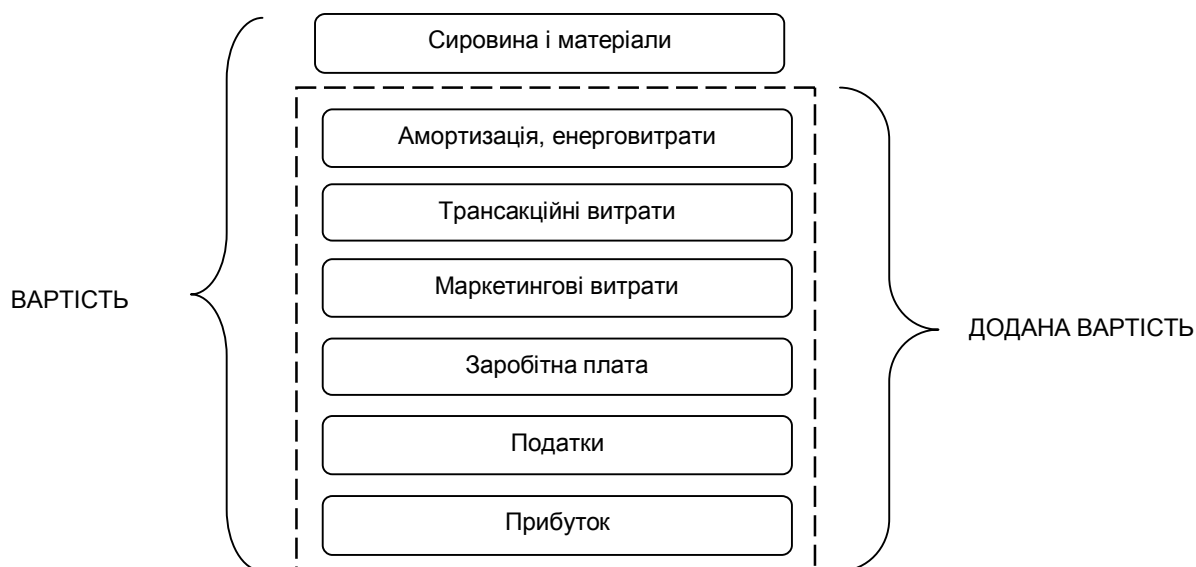 Сировина і матеріали
Амортизація, енерговитрати
Трансакційні витрати
Маркетингові витрати
ВАРТІСТЬ
ДОДАНА ВАРТІСТЬ
Заробітна плата
Податки
Прибуток